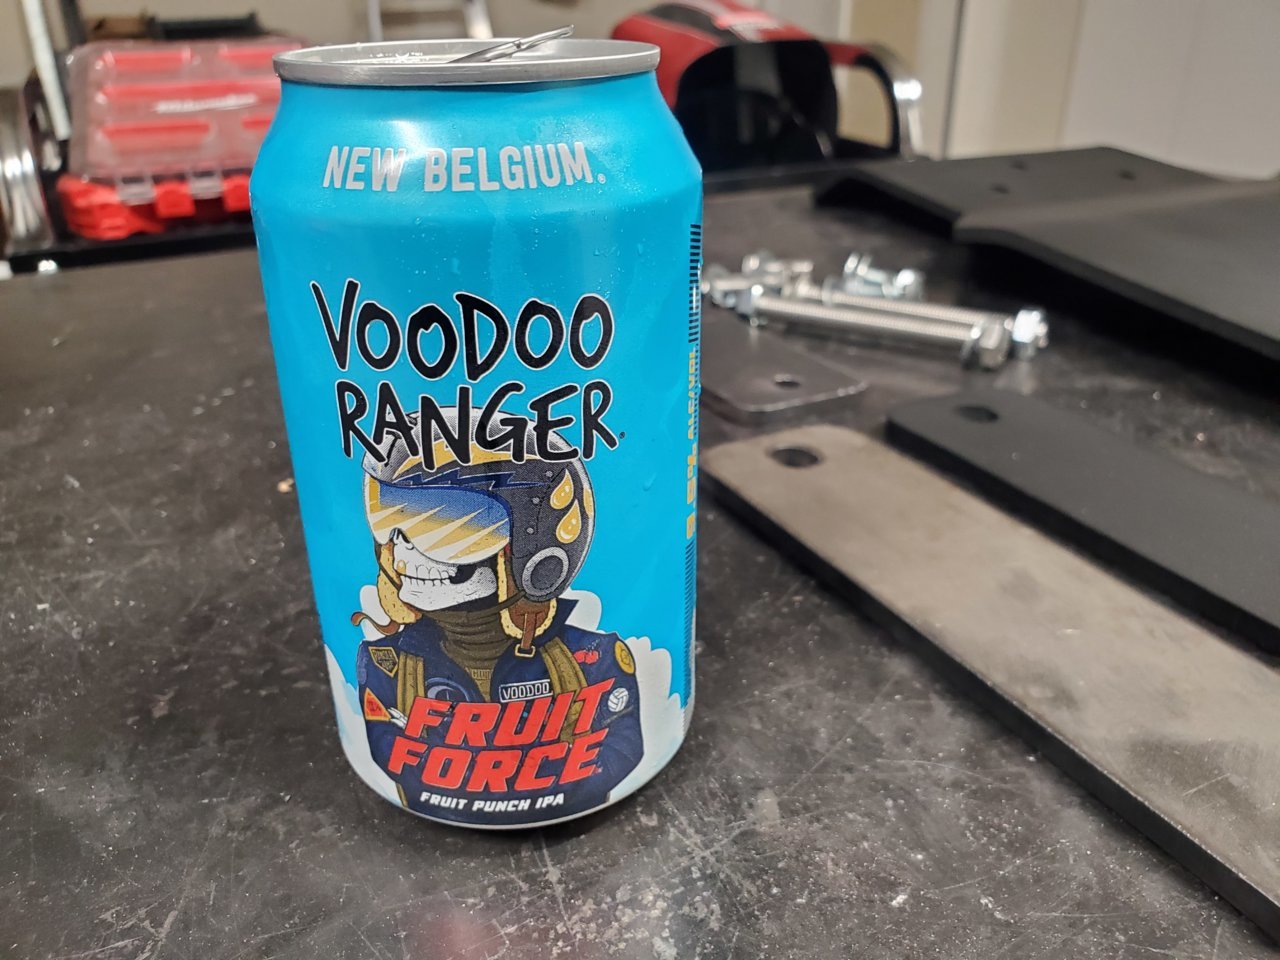 NEW BELGIUM®
VOODOO
RANGER®
VOODOO
FRUIT
FORCE
FRUIT PUNCH IPA